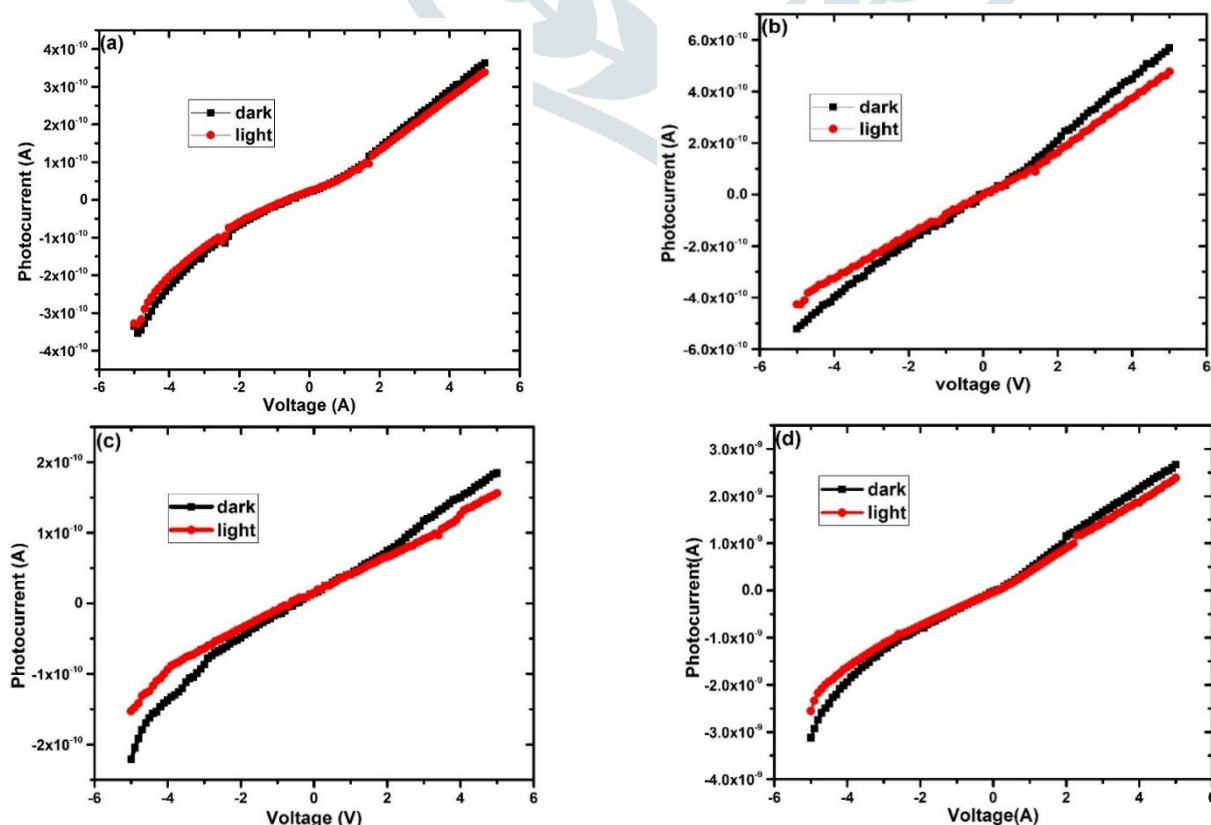 (a)
4x10⁻¹⁰
3x10⁻¹⁰
2x10⁻¹⁰
1x10⁻¹⁰
0
-1x10⁻¹⁰
-2x10⁻¹⁰
-3x10⁻¹⁰
-4x10⁻¹⁰
Photocurrent (A)
dark
light
-6 -4 -2 0 2 4 6
Voltage (A)
(b)
6.0x10⁻¹⁰
4.0x10⁻¹⁰
2.0x10⁻¹⁰
0.0
-2.0x10⁻¹⁰
-4.0x10⁻¹⁰
-6.0x10⁻¹⁰
Photocurrent (A)
dark
light
-6 -4 -2 0 2 4 6
voltage (V)
(c)
2x10⁻¹⁰
1x10⁻¹⁰
0
-1x10⁻¹⁰
-2x10⁻¹⁰
Photocurrent (A)
dark
light
-6 -4 -2 0 2 4 6
Voltage (V)
(d)
3.0x10⁻⁹
2.0x10⁻⁹
1.0x10⁻⁹
0.0
-1.0x10⁻⁹
-2.0x10⁻⁹
-3.0x10⁻⁹
-4.0x10⁻⁹
Photocurrent(A)
dark
light
-6 -4 -2 0 2 4 6
Voltage(A)